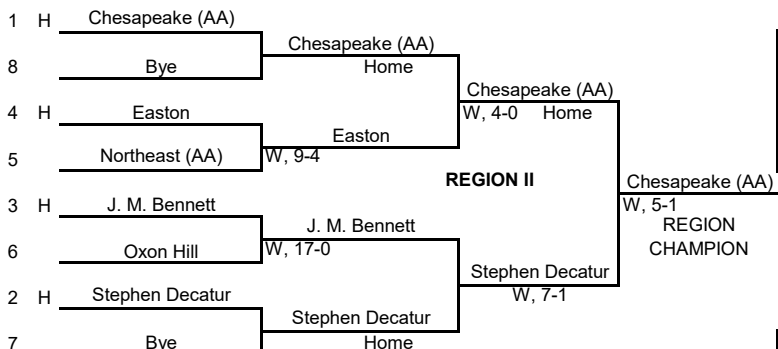 1 H Chesapeake (AA)
Chesapeake (AA)
8 Bye Home
Chesapeake (AA)
4 H Easton W, 4-0 Home
Easton
5 Northeast (AA) W, 9-4
REGION II Chesapeake (AA)
3 H J. M. Bennett W, 5-1
J. M. Bennett REGION
6 Oxon Hill W, 17-0 CHAMPION
Stephen Decatur
2 H Stephen Decatur W, 7-1
Stephen Decatur
7 Bye Home